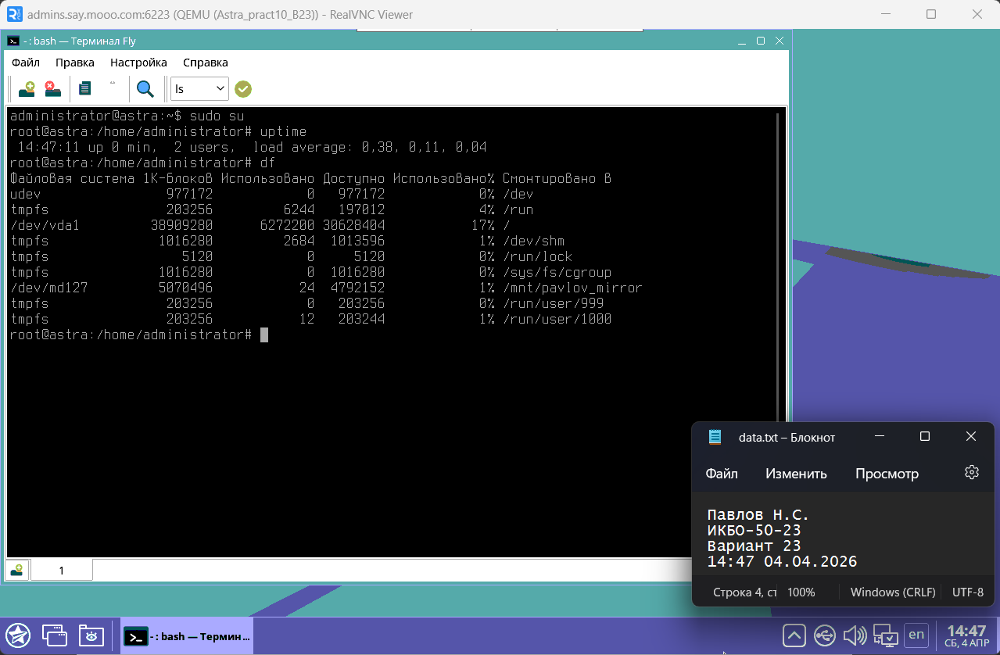 admins.say.mooo.com:6223 (QEMU (Astra_pract10_B23)) - RealVNC Viewer
- : bash — Терминал Fly
Файл Правка Настройка Справка
ls
administrator@astra:~$ sudo su
root@astra:/home/administrator# uptime
 14:47:11 up 0 min,  2 users,  load average: 0,38, 0,11, 0,04
root@astra:/home/administrator# df
Файловая система 1K-блоков Использовано Доступно Использовано% Смонтировано в
udev                977172            0   977172            0% /dev
tmpfs               203256         6244   197012            4% /run
/dev/vda1         38909280      6272200 30628404           17% /
tmpfs              1016280         2684  1013596            1% /dev/shm
tmpfs                 5120            0     5120            0% /run/lock
tmpfs              1016280            0  1016280            0% /sys/fs/cgroup
/dev/md127         5070496           24  4792152            1% /mnt/pavlov_mirror
tmpfs               203256            0   203256            0% /run/user/999
tmpfs               203256           12   203244            1% /run/user/1000
root@astra:/home/administrator#
1
data.txt – Блокнот
Файл Изменить Просмотр
Павлов Н.С.
ИКБО-50-23
Вариант 23
14:47 04.04.2026
Строка 4, ст 100% Windows (CRLF) UTF-8
- : bash — Термин...
en
14:47
СБ, 4 АПР